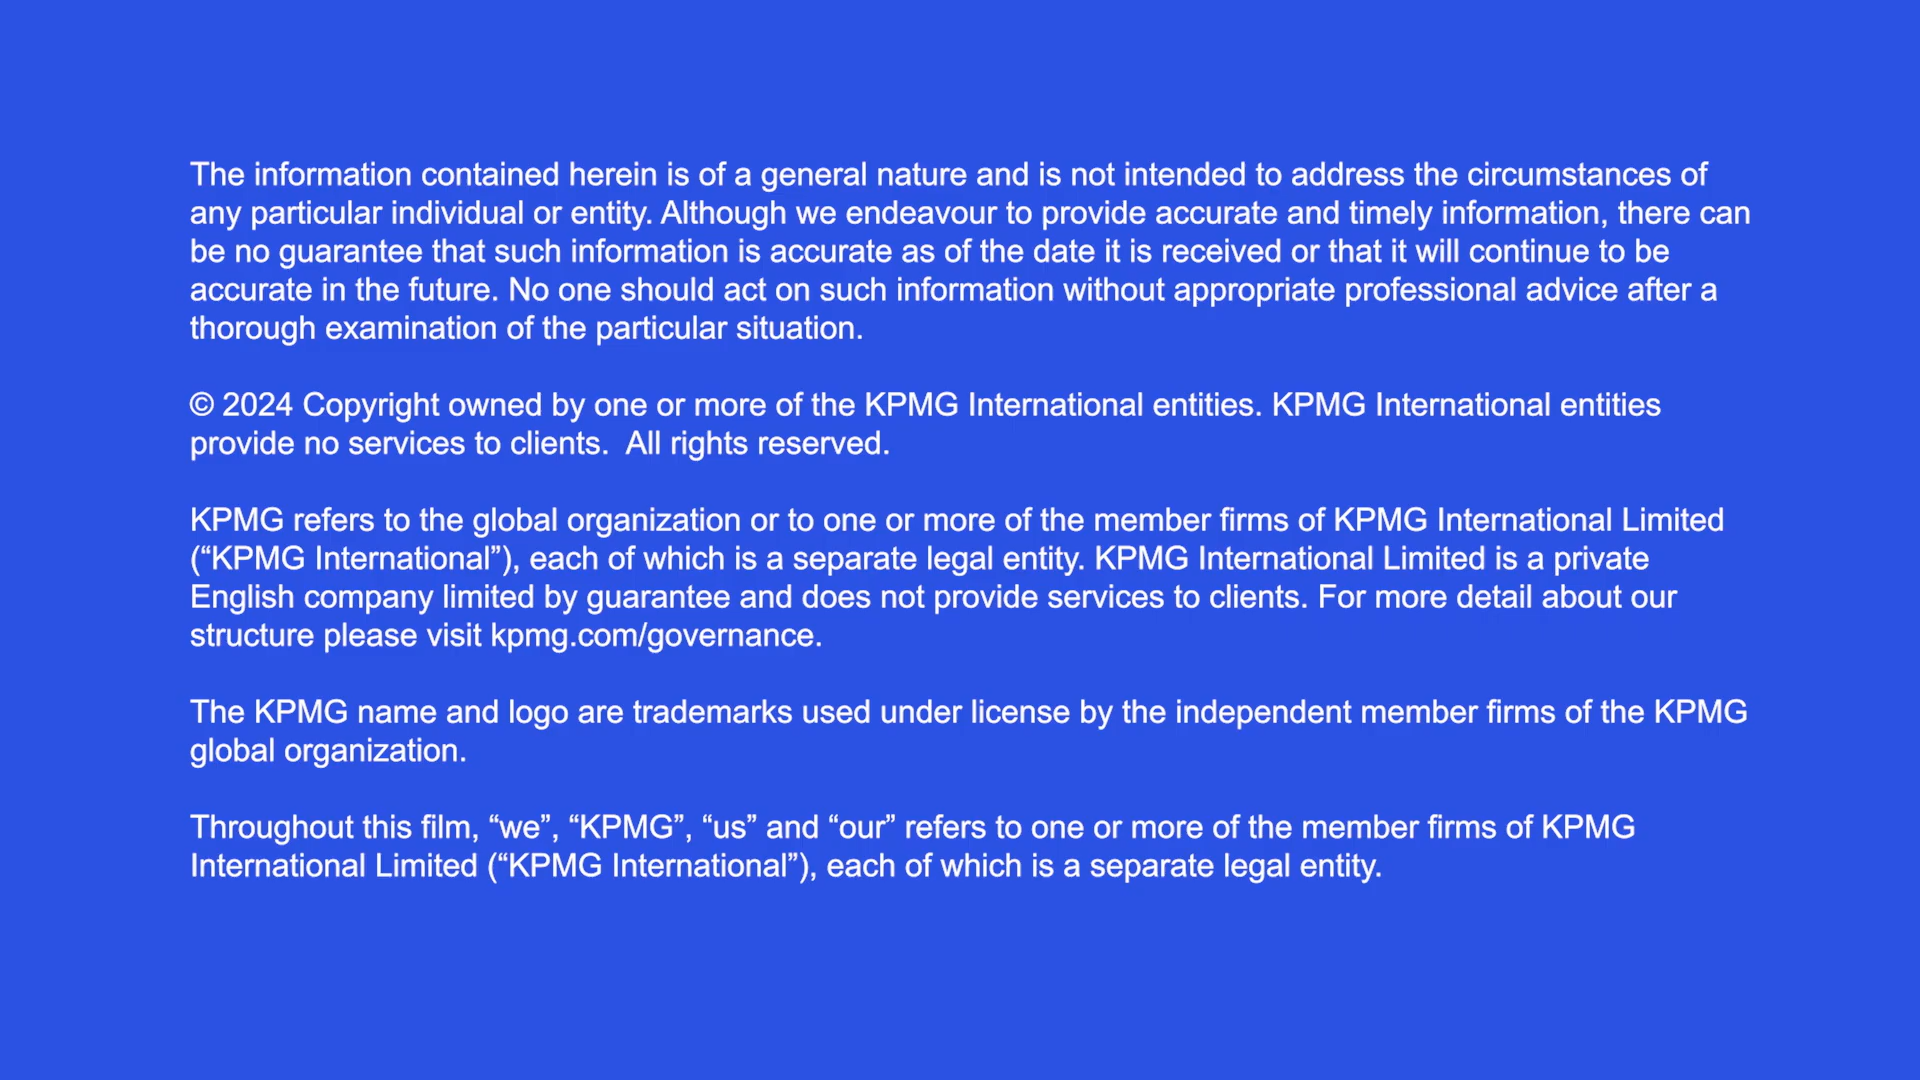 The information contained herein is of a general nature and is not intended to address the circumstances of
any particular individual or entity. Although we endeavour to provide accurate and timely information, there can
be no guarantee that such information is accurate as of the date it is received or that it will continue to be
accurate in the future. No one should act on such information without appropriate professional advice after a
thorough examination of the particular situation.
© 2024 Copyright owned by one or more of the KPMG International entities. KPMG International entities
provide no services to clients.  All rights reserved.
KPMG refers to the global organization or to one or more of the member firms of KPMG International Limited
(“KPMG International”), each of which is a separate legal entity. KPMG International Limited is a private
English company limited by guarantee and does not provide services to clients. For more detail about our
structure please visit kpmg.com/governance.
The KPMG name and logo are trademarks used under license by the independent member firms of the KPMG
global organization.
Throughout this film, “we”, “KPMG”, “us” and “our” refers to one or more of the member firms of KPMG
International Limited (“KPMG International”), each of which is a separate legal entity.